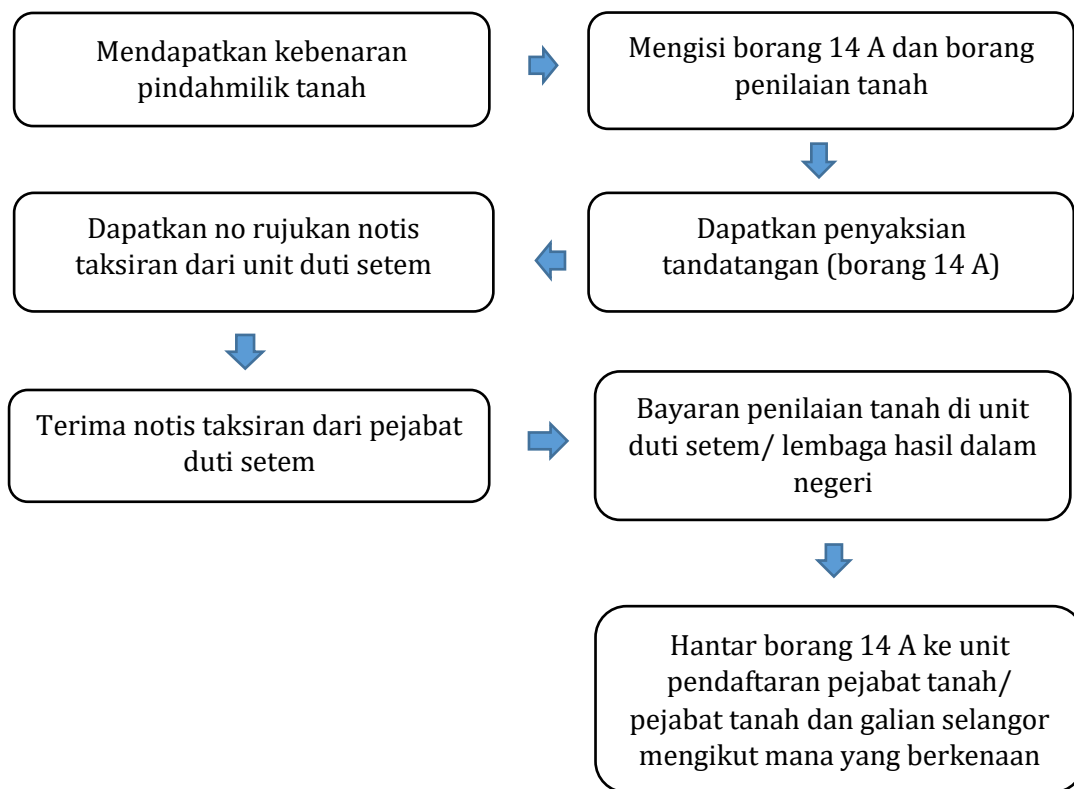 Mendapatkan kebenaran
pindahmilik tanah
Mengisi borang 14 A dan borang
penilaian tanah
Dapatkan penyaksian
tandatangan (borang 14 A)
Dapatkan no rujukan notis
taksiran dari unit duti setem
Terima notis taksiran dari pejabat
duti setem
Bayaran penilaian tanah di unit
duti setem/ lembaga hasil dalam
negeri
Hantar borang 14 A ke unit
pendaftaran pejabat tanah/
pejabat tanah dan galian selangor
mengikut mana yang berkenaan